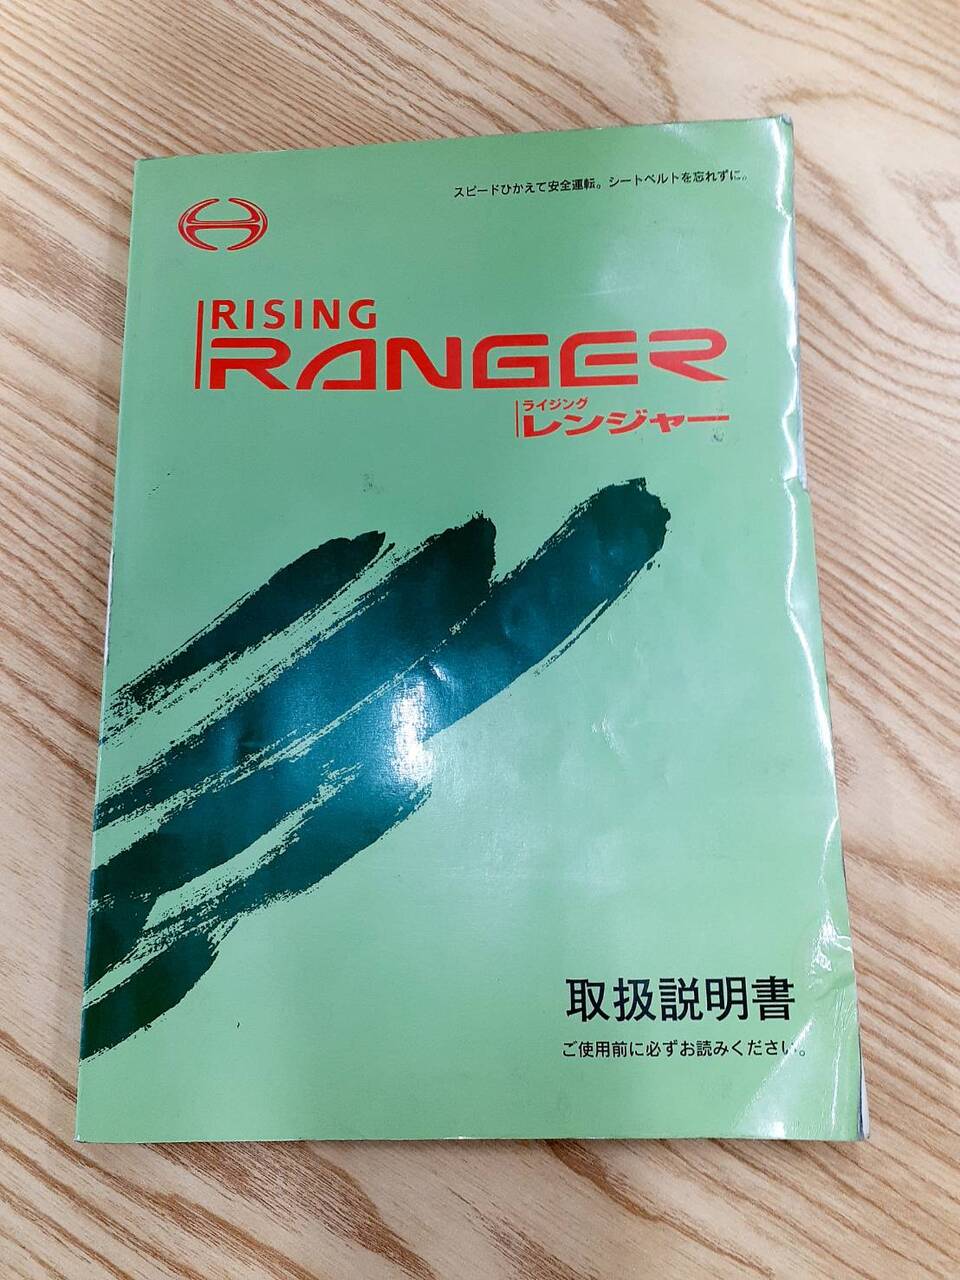 スピードひかえて安全運転。シートベルトを忘れずに。
RISING
RANGER
ライジング
レンジャー
取扱説明書
ご使用前に必ずお読みください。